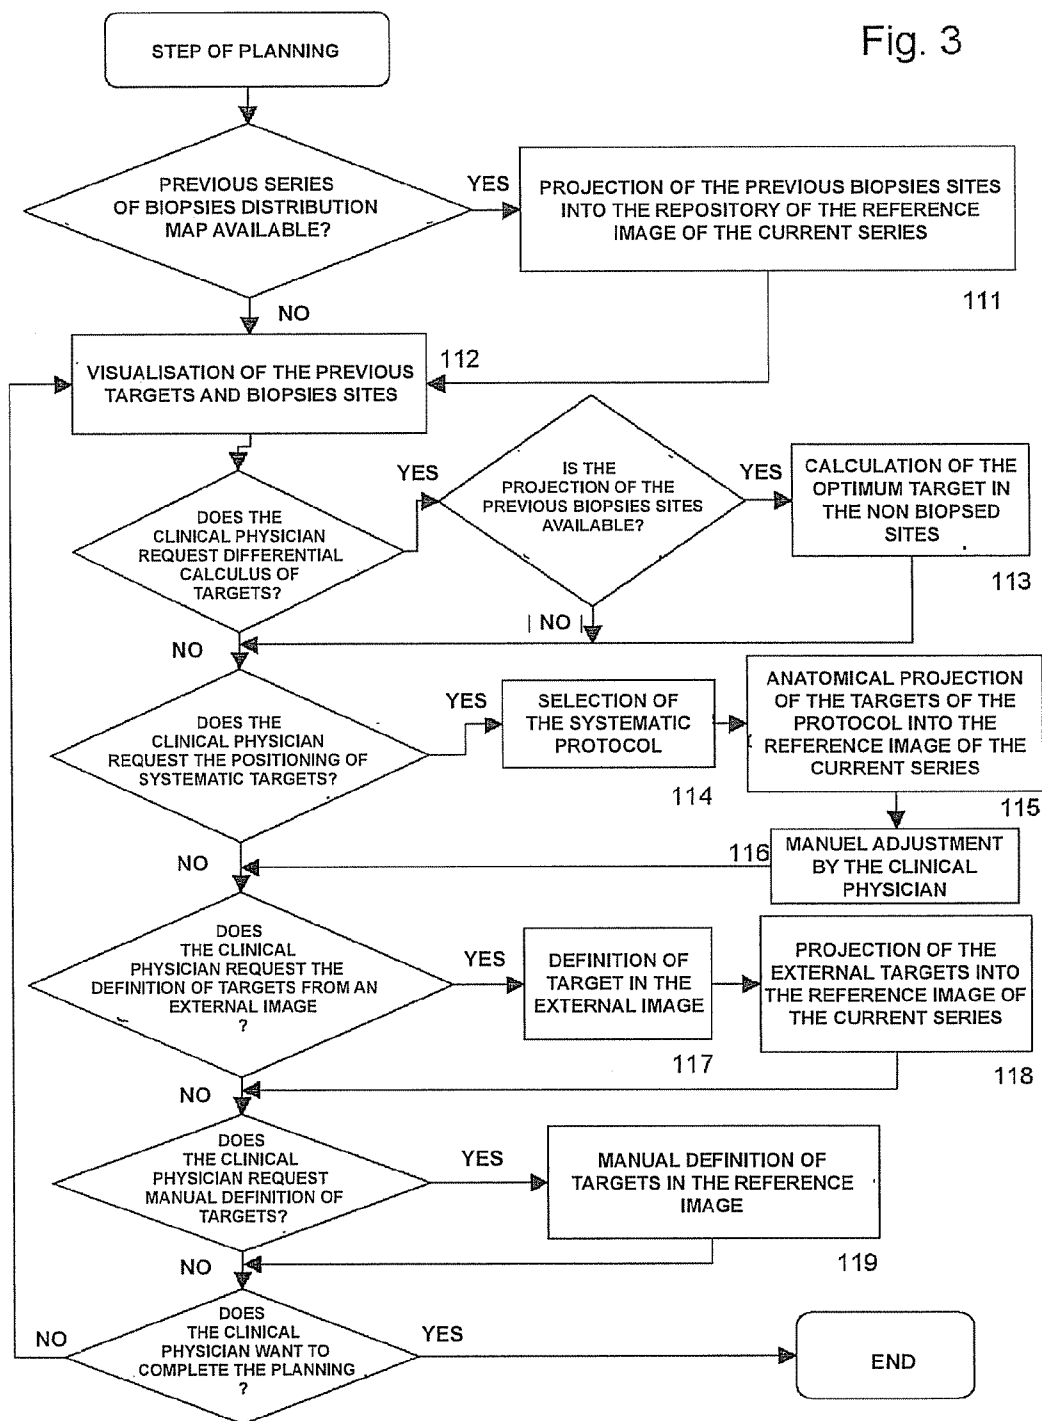 Fig. 3
STEP OF PLANNING
PREVIOUS SERIES
OF BIOPSIES DISTRIBUTION
MAP AVAILABLE?
YES
PROJECTION OF THE PREVIOUS BIOPSIES SITES
INTO THE REPOSITORY OF THE REFERENCE
IMAGE OF THE CURRENT SERIES
111
NO
VISUALISATION OF THE PREVIOUS
TARGETS AND BIOPSIES SITES
112
DOES THE
CLINICAL PHYSICIAN
REQUEST DIFFERENTIAL
CALCULUS OF
TARGETS?
YES
IS THE
PROJECTION OF THE
PREVIOUS BIOPSIES SITES
AVAILABLE?
YES
CALCULATION OF THE
OPTIMUM TARGET IN
THE NON BIOPSED
SITES
113
NO
NO
DOES THE
CLINICAL PHYSICIAN
REQUEST THE POSITIONING OF
SYSTEMATIC TARGETS?
YES
SELECTION OF
THE SYSTEMATIC
PROTOCOL
114
ANATOMICAL PROJECTION
OF THE TARGETS OF THE
PROTOCOL INTO THE
REFERENCE IMAGE OF THE
CURRENT SERIES
115
116
MANUEL ADJUSTMENT
BY THE CLINICAL
PHYSICIAN
NO
DOES
THE CLINICAL
PHYSICIAN REQUEST THE
DEFINITION OF TARGETS FROM AN
EXTERNAL IMAGE
?
YES
DEFINITION OF
TARGET IN THE
EXTERNAL IMAGE
117
PROJECTION OF THE
EXTERNAL TARGETS INTO
THE REFERENCE IMAGE OF
THE CURRENT SERIES
118
NO
DOES
THE CLINICAL
PHYSICIAN REQUEST
MANUAL DEFINITION OF
TARGETS?
YES
MANUAL DEFINITION OF
TARGETS IN THE REFERENCE
IMAGE
119
NO
DOES
THE CLINICAL
PHYSICIAN WANT TO
COMPLETE THE PLANNING
?
NO
YES
END